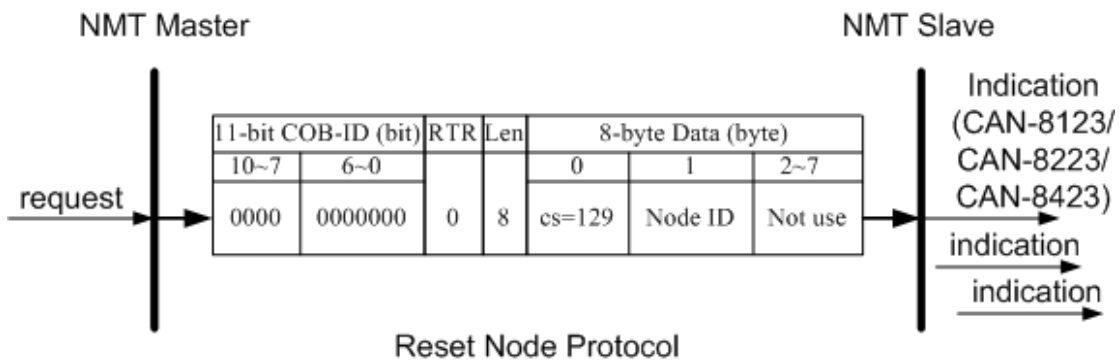 NMT Master
NMT Slave
request
11-bit COB-ID (bit) RTR Len 8-byte Data (byte)
10~7 6~0 0 1 2~7
0000 0000000 0 8 cs=129 Node ID Not use
Indication
(CAN-8123/
CAN-8223/
CAN-8423)
indication
indication
Reset Node Protocol